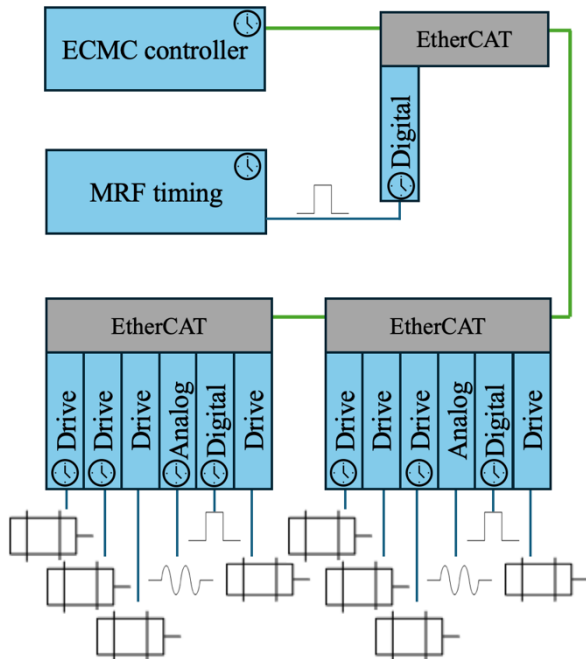 ECMC controller
EtherCAT
Digital
MRF timing
EtherCAT
EtherCAT
Drive
Drive
Drive
Analog
Digital
Drive
Drive
Drive
Drive
Analog
Digital
Drive